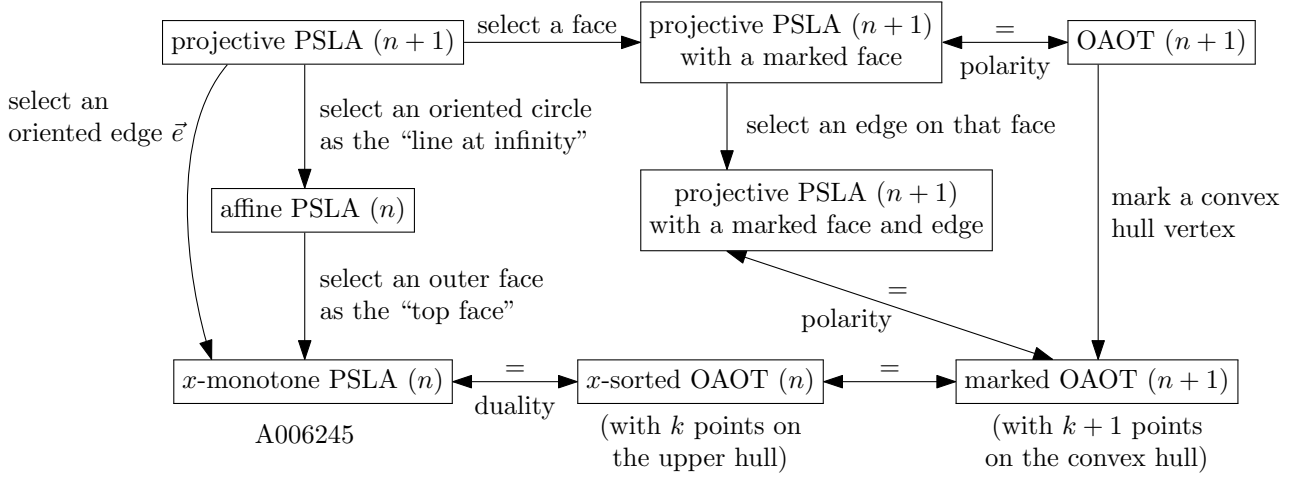 projective PSLA (n + 1)
select a face
projective PSLA (n + 1)
with a marked face
=
polarity
OAOT (n + 1)
select an
oriented edge e⃗
select an oriented circle
as the “line at infinity”
select an edge on that face
affine PSLA (n)
projective PSLA (n + 1)
with a marked face and edge
mark a convex
hull vertex
select an outer face
as the “top face”
=
polarity
x-monotone PSLA (n)
=
duality
x-sorted OAOT (n)
=
marked OAOT (n + 1)
A006245
(with k points on
the upper hull)
(with k + 1 points
on the convex hull)